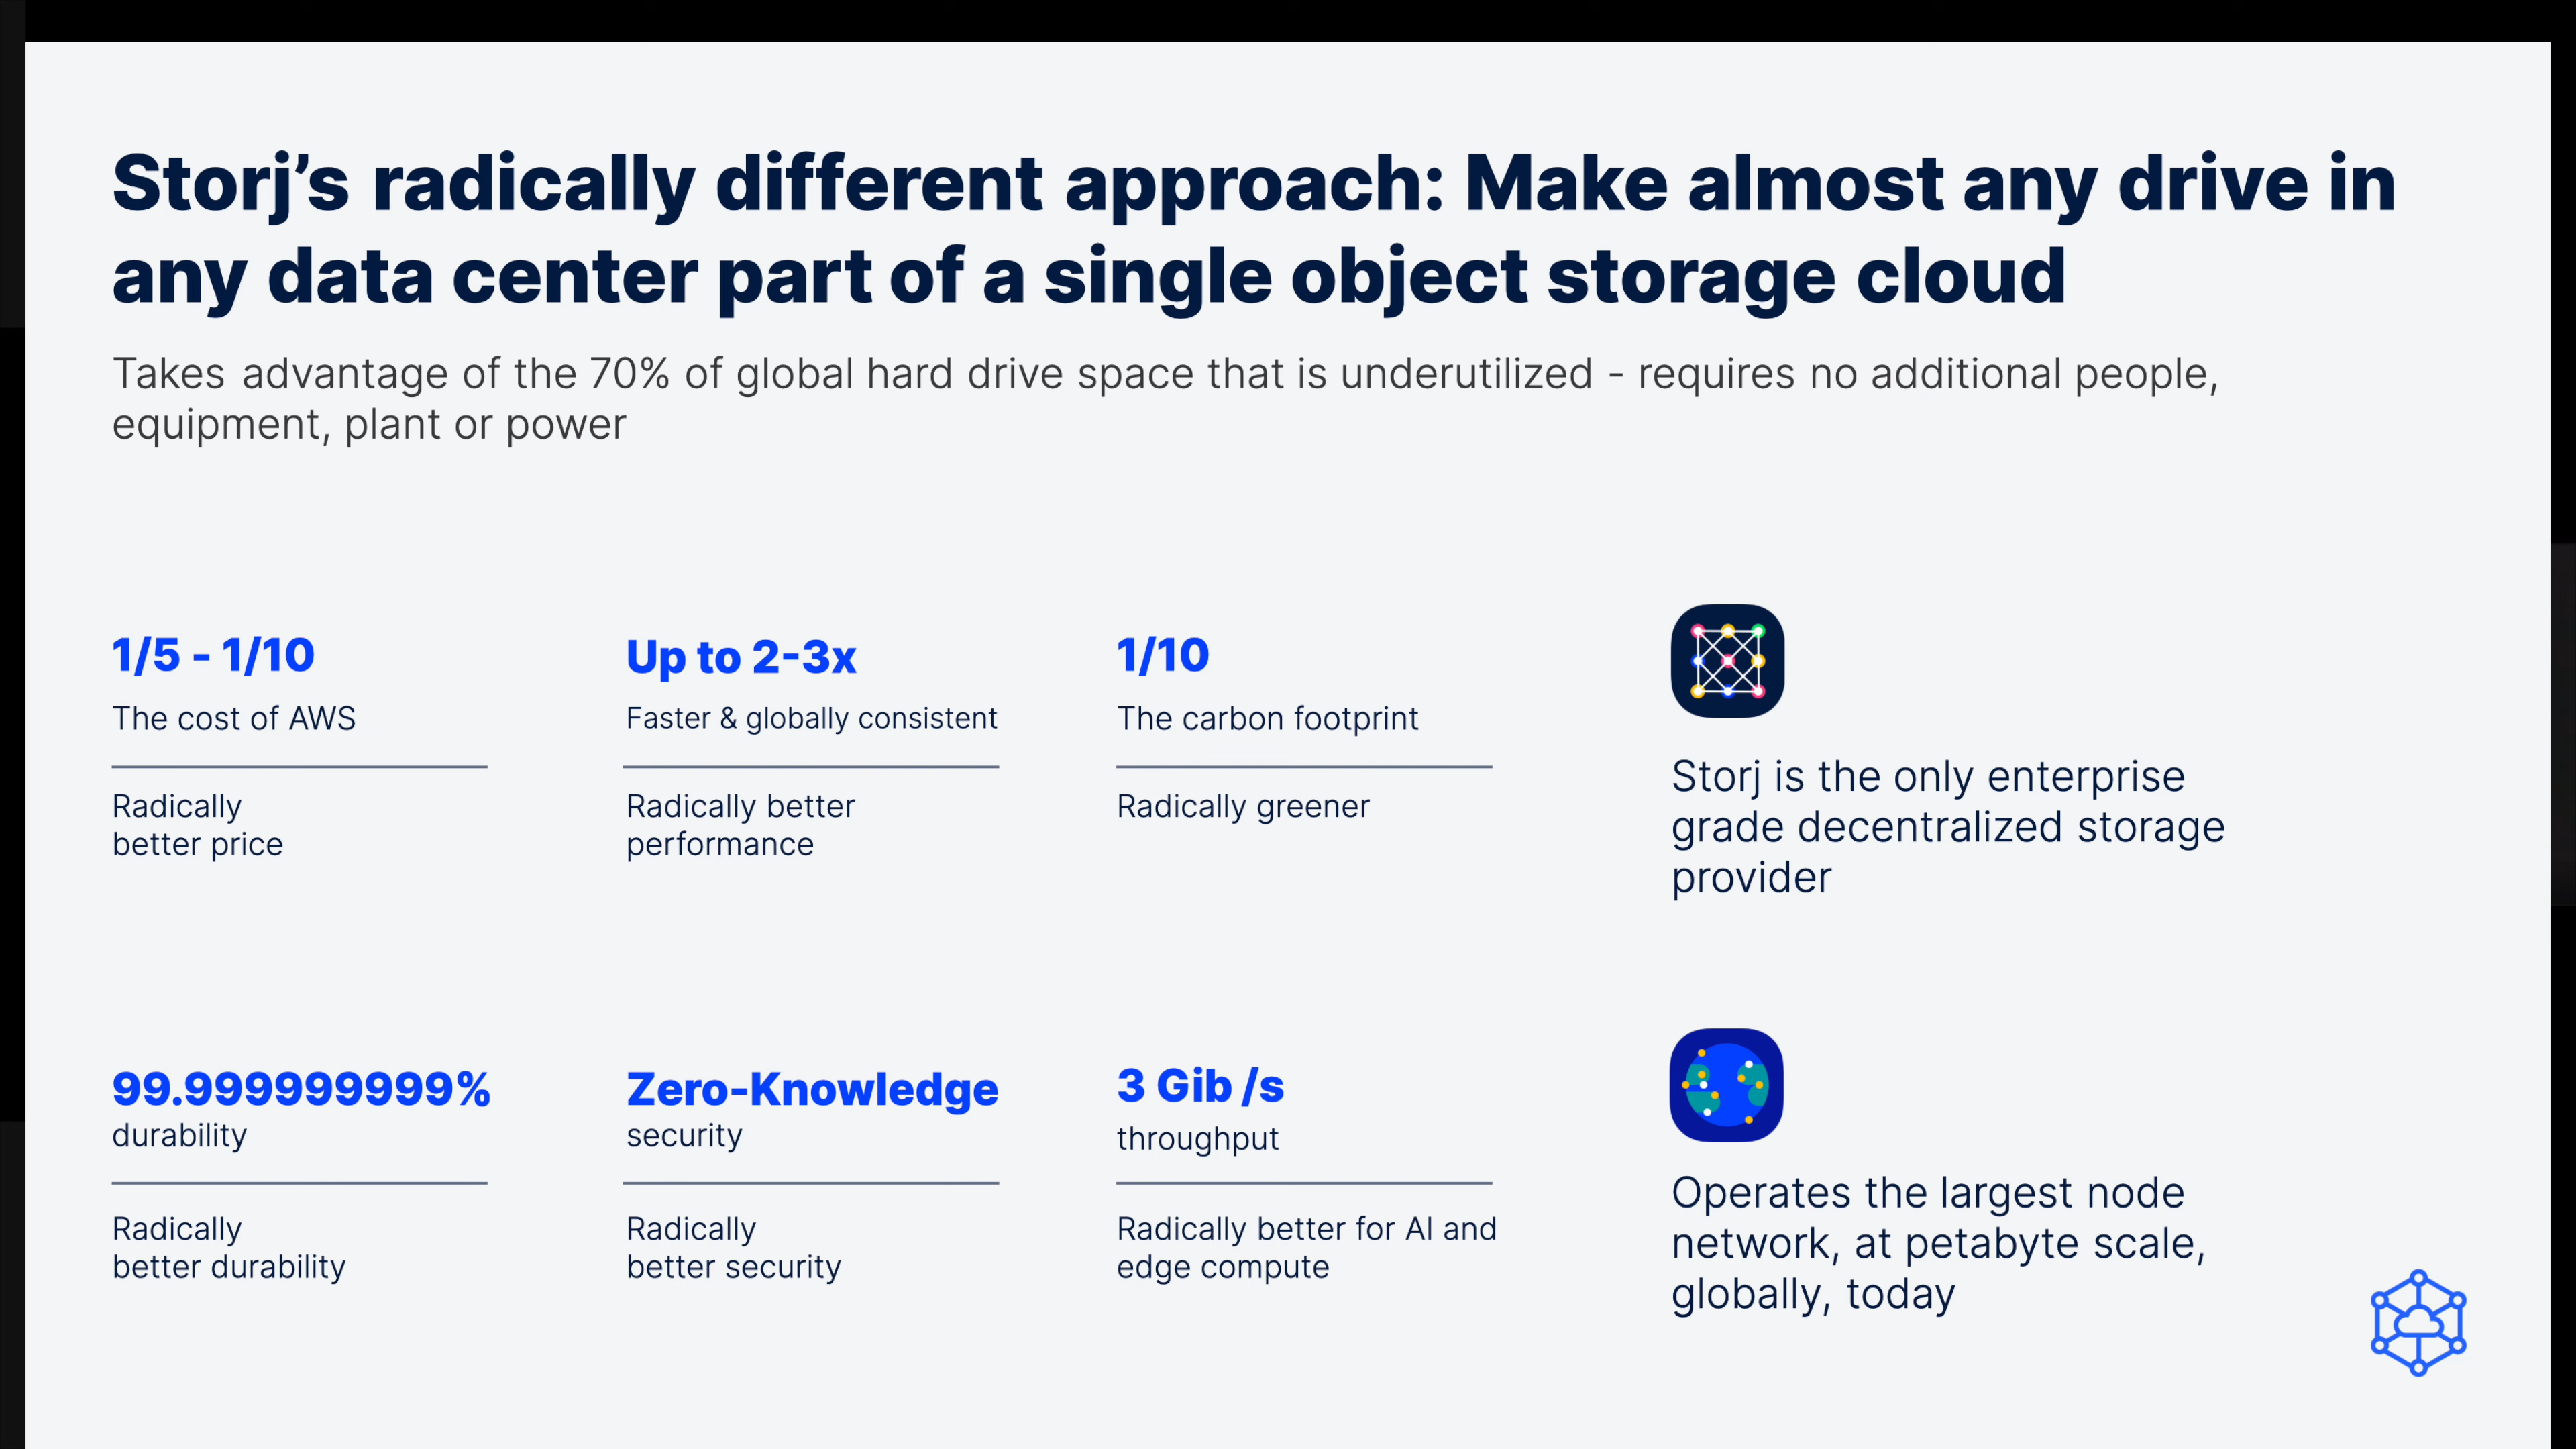 Storj’s radically different approach: Make almost any drive in
any data center part of a single object storage cloud
Takes advantage of the 70% of global hard drive space that is underutilized - requires no additional people,
equipment, plant or power
1/5 - 1/10
The cost of AWS
Radically
better price
Up to 2-3x
Faster & globally consistent
Radically better
performance
1/10
The carbon footprint
Radically greener
Storj is the only enterprise
grade decentralized storage
provider
99.999999999%
durability
Radically
better durability
Zero-Knowledge
security
Radically
better security
3 Gib /s
throughput
Radically better for AI and
edge compute
Operates the largest node
network, at petabyte scale,
globally, today